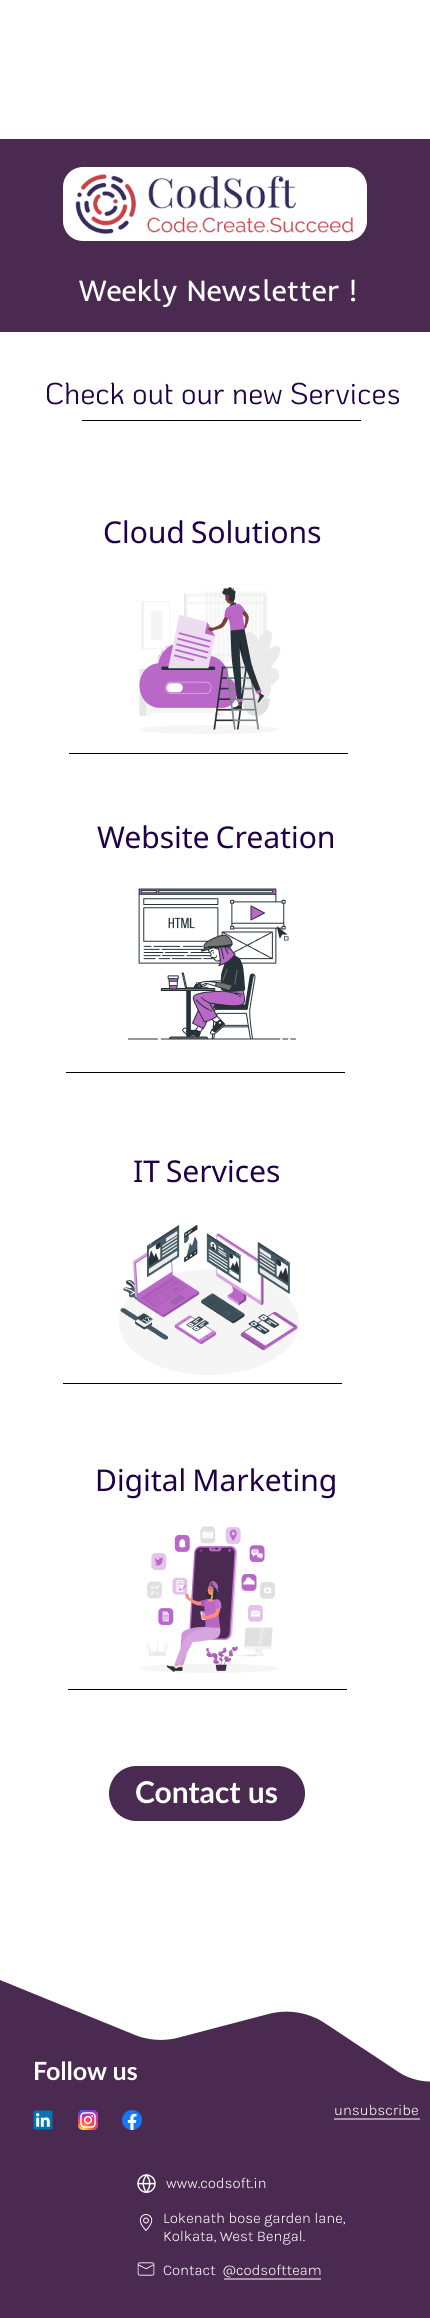 CodSoft
Code.Create.Succeed
Weekly Newsletter !
Check out our new Services
Cloud Solutions
Website Creation
HTML
IT Services
Digital Marketing
Contact us
Follow us
unsubscribe
www.codsoft.in
Lokenath bose garden lane,
Kolkata, West Bengal.
Contact @codsoftteam